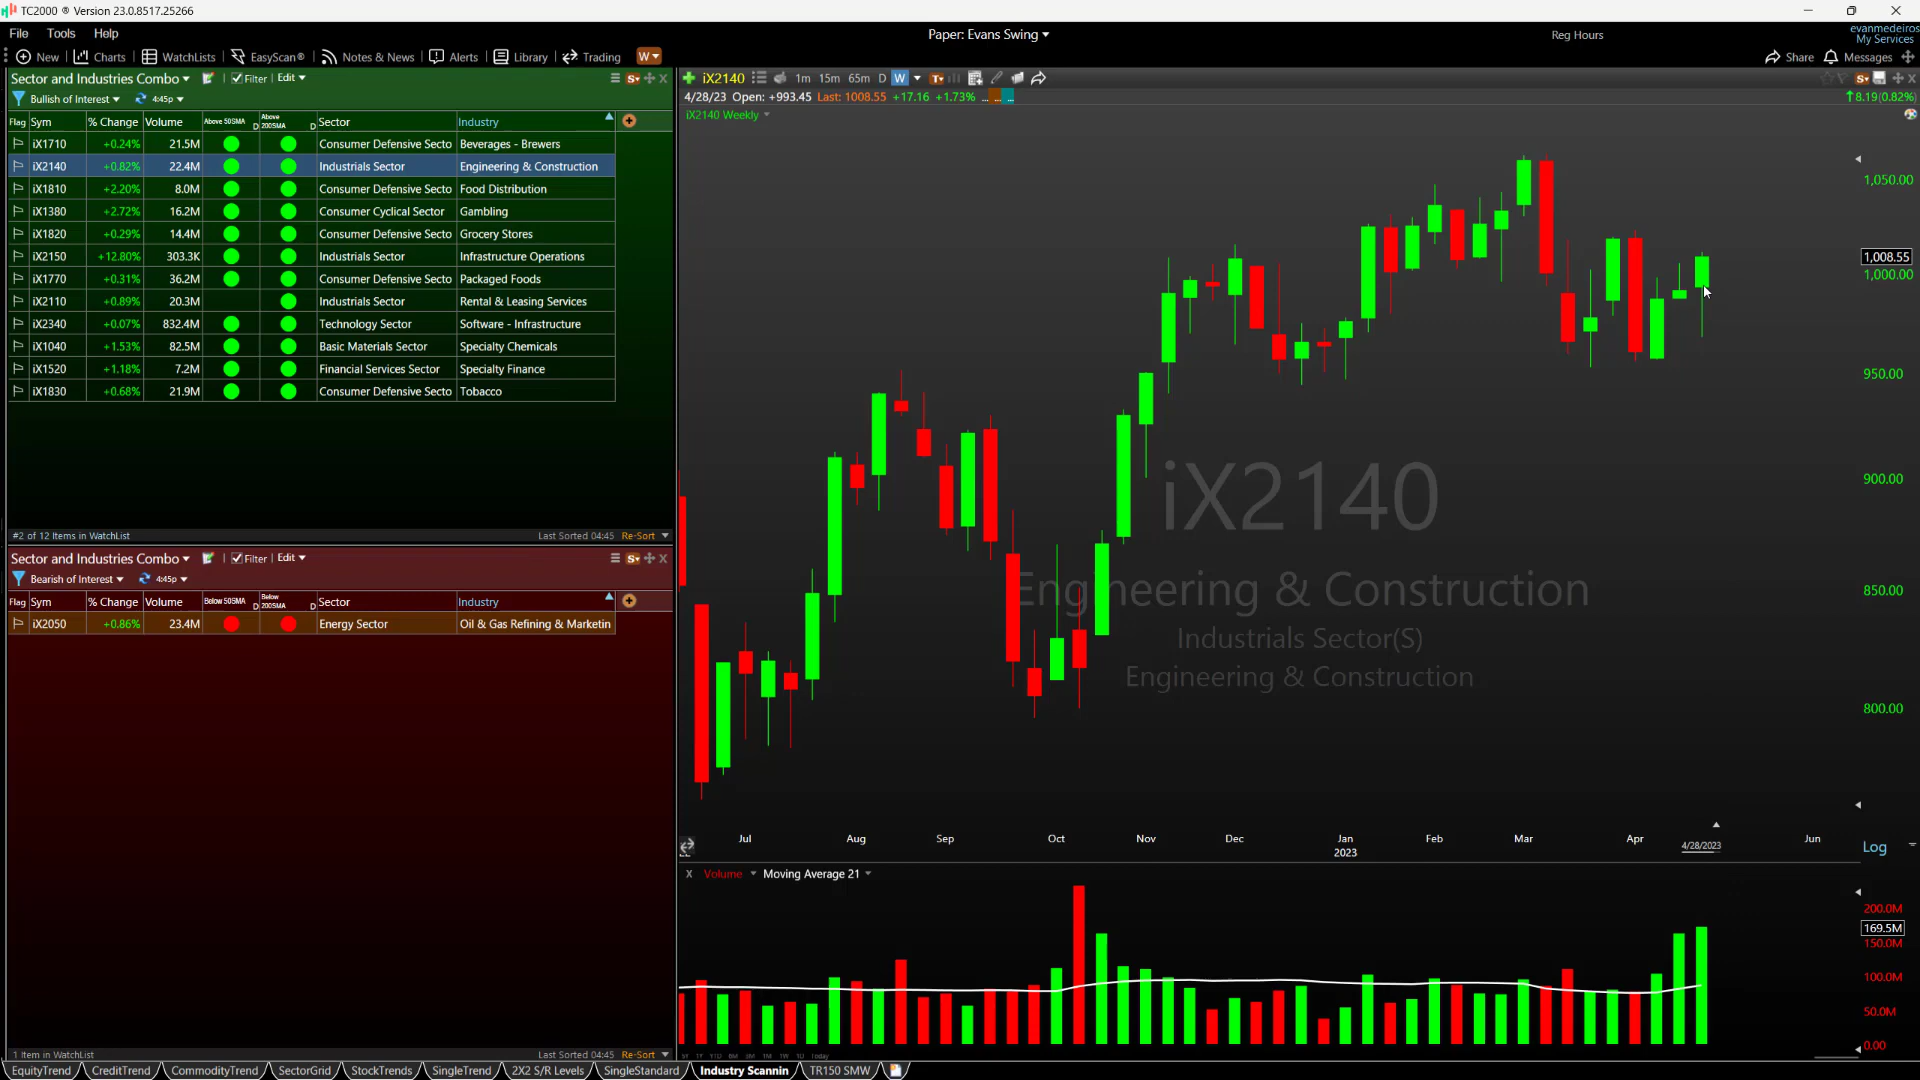 TC2000 ® Version 23.0.8517.25266
File Tools Help
Paper: Evans Swing
Reg Hours
evanmedeiros
My Services
New Charts WatchLists EasyScan® Notes & News Alerts Library Trading W
Share Messages
Sector and Industries Combo Filter Edit
Bullish of Interest 4:45p
Flag Sym % Change Volume Above 50SMA D Above 200SMA D Sector Industry
iX1710 +0.24% 21.5M Consumer Defensive Secto Beverages - Brewers
iX2140 +0.82% 22.4M Industrials Sector Engineering & Construction
iX1810 +2.20% 8.0M Consumer Defensive Secto Food Distribution
iX1380 +2.72% 16.2M Consumer Cyclical Sector Gambling
iX1820 +0.29% 14.4M Consumer Defensive Secto Grocery Stores
iX2150 +12.80% 303.3K Industrials Sector Infrastructure Operations
iX1770 +0.31% 36.2M Consumer Defensive Secto Packaged Foods
iX2110 +0.89% 20.3M Industrials Sector Rental & Leasing Services
iX2340 +0.07% 832.4M Technology Sector Software - Infrastructure
iX1040 +1.53% 82.5M Basic Materials Sector Specialty Chemicals
iX1520 +1.18% 7.2M Financial Services Sector Specialty Finance
iX1830 +0.68% 21.9M Consumer Defensive Secto Tobacco
#2 of 12 Items in WatchList Last Sorted 04:45 Re-Sort
Sector and Industries Combo Filter Edit
Bearish of Interest 4:45p
Flag Sym % Change Volume Below 50SMA D Below 200SMA D Sector Industry
iX2050 +0.86% 23.4M Energy Sector Oil & Gas Refining & Marketin
1 Item in WatchList Last Sorted 04:45 Re-Sort
iX2140 1m 15m 65m D W T
4/28/23 Open: +993.45 Last: 1008.55 +17.16 +1.73% ... ... ...
8.19(0.82%)
iX2140 Weekly
1,050.00
1,008.55
1,000.00
950.00
900.00
850.00
800.00
iX2140
Engineering & Construction
Industrials Sector(S)
Engineering & Construction
Jul Aug Sep Oct Nov Dec Jan Feb Mar Apr Jun
2023 4/28/2023
Log
X Volume Moving Average 21
200.0M
169.5M
150.0M
100.0M
50.0M
0.00
EquityTrend CreditTrend CommodityTrend SectorGrid StockTrends SingleTrend 2X2 S/R Levels SingleStandard Industry Scannin TR150 SMW